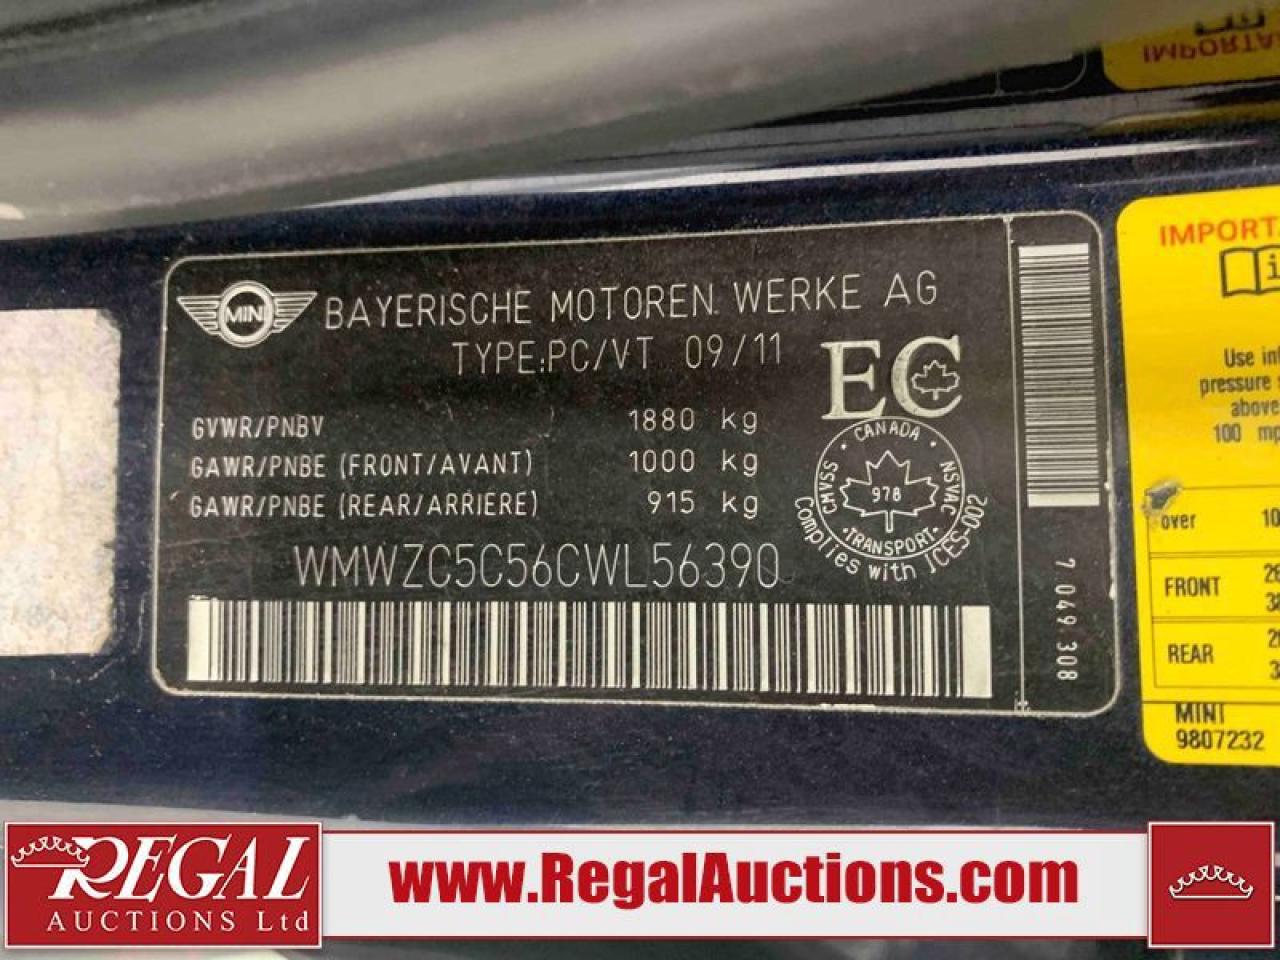 IMPORTA
MINI
BAYERISCHE MOTOREN WERKE AG
TYPE:PC/VT 09/11
EC
GVWR/PNBV 1880 kg
GAWR/PNBE (FRONT/AVANT) 1000 kg
GAWR/PNBE (REAR/ARRIÈRE) 915 kg
CANADA
CMVSS
NSVAC
978
·TRANSPORT·
Complies with ICES-002
WMWZC5C56CWL56390
7 049 308
IMPORT
i
Use in
pressure
above
100 mp
over 10
FRONT
REAR
MINI
9807232
REGAL
AUCTIONS Ltd
www.RegalAuctions.com